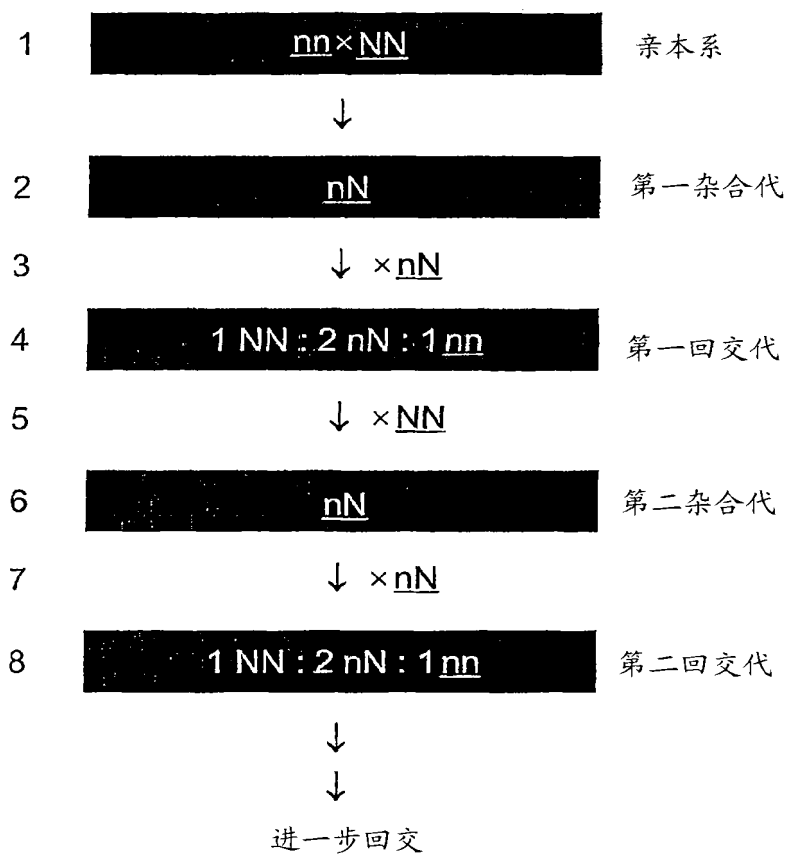 1 nn×NN 亲本系
↓
2 nN 第一杂合代
3 ↓ ×nN
4 1 NN : 2 nN : 1 nn 第一回交代
5 ↓ ×NN
6 nN 第二杂合代
7 ↓ ×nN
8 1 NN : 2 nN : 1 nn 第二回交代
↓
↓
进一步回交